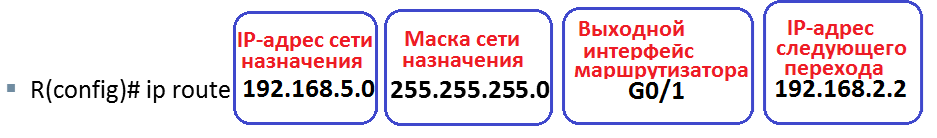 IP-адрес сети
назначения
Маска сети
назначения
Выходной
интерфейс
маршрутизатора
IP-адрес
следующего
перехода
▪ R(config)# ip route 192.168.5.0 255.255.255.0 G0/1 192.168.2.2